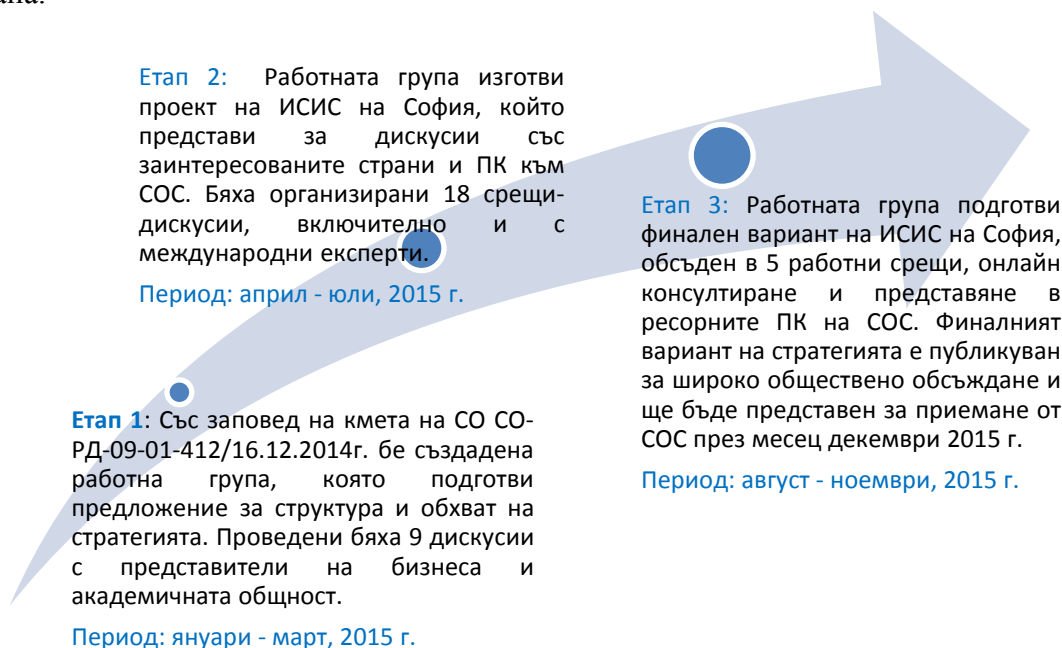 Етап 2: Работната група изготви
проект на ИСИС на София, който
представи за дискусии със
заинтересованите страни и ПК към
СОС. Бяха организирани 18 срещи-
дискусии, включително и с
международни експерти.
Период: април - юли, 2015 г.
Етап 3: Работната група подготви
финален вариант на ИСИС на София,
обсъден в 5 работни срещи, онлайн
консултиране и представяне в
ресорните ПК на СОС. Финалният
вариант на стратегията е публикуван
за широко обществено обсъждане и
ще бъде представен за приемане от
СОС през месец декември 2015 г.
Период: август - ноември, 2015 г.
Етап 1: Със заповед на кмета на СО СО-
РД-09-01-412/16.12.2014г. бе създадена
работна група, която подготви
предложение за структура и обхват на
стратегията. Проведени бяха 9 дискусии
с представители на бизнеса и
академичната общност.
Период: януари - март, 2015 г.